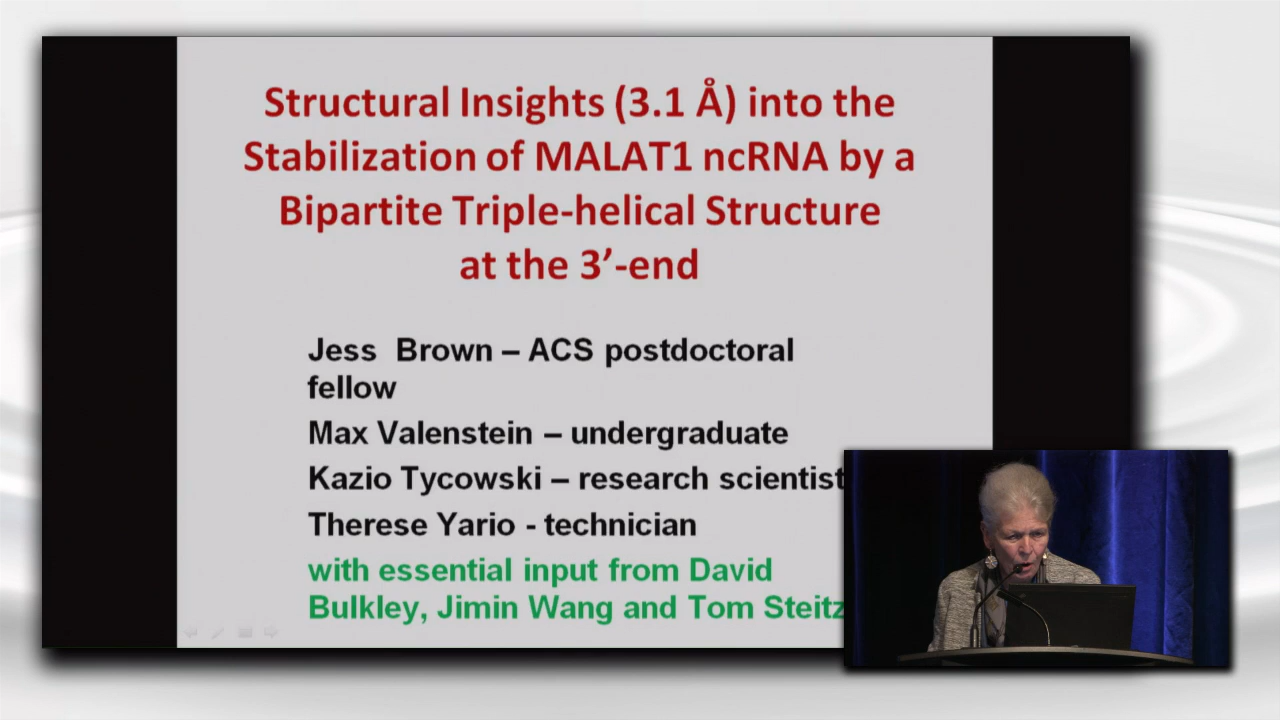 Structural Insights (3.1 Å) into the
Stabilization of MALAT1 ncRNA by a
Bipartite Triple-helical Structure
at the 3’-end
Jess Brown – ACS postdoctoral
fellow
Max Valenstein – undergraduate
Kazio Tycowski – research scientist
Therese Yario - technician
with essential input from David
Bulkley, Jimin Wang and Tom Steitz